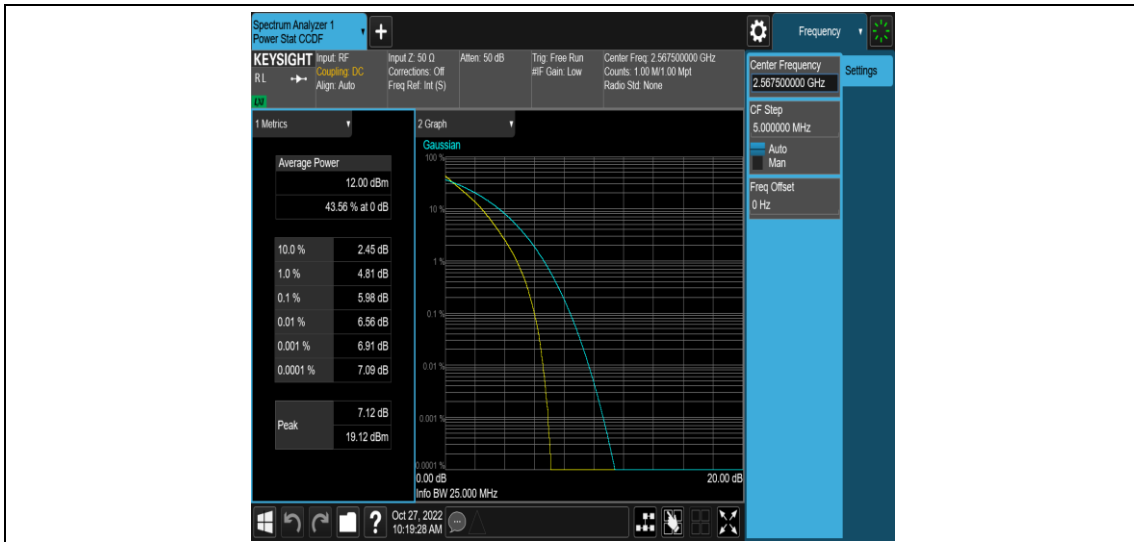 Spectrum Analyzer 1
Power Stat CCDF
Frequency
KEYSIGHT
RL
LXI
Input: RF
Coupling: DC
Align: Auto
Input Z: 50 Ω
Corrections: Off
Freq Ref: Int (S)
Atten: 50 dB
Trig: Free Run
#IF Gain: Low
Center Freq: 2.567500000 GHz
Counts: 1.00 M/1.00 Mpt
Radio Std: None
Center Frequency
2.567500000 GHz
Settings
CF Step
5.000000 MHz
Auto
Man
Freq Offset
0 Hz
1 Metrics
Average Power
12.00 dBm
43.56 % at 0 dB
10.0 % 2.45 dB
1.0 % 4.81 dB
0.1 % 5.98 dB
0.01 % 6.56 dB
0.001 % 6.91 dB
0.0001 % 7.09 dB
Peak
7.12 dB
19.12 dBm
2 Graph
Gaussian
100 %
10 %
1 %
0.1 %
0.01 %
0.001 %
0.0001 %
0.00 dB 20.00 dB
Info BW 25.000 MHz
Oct 27, 2022
10:19:28 AM